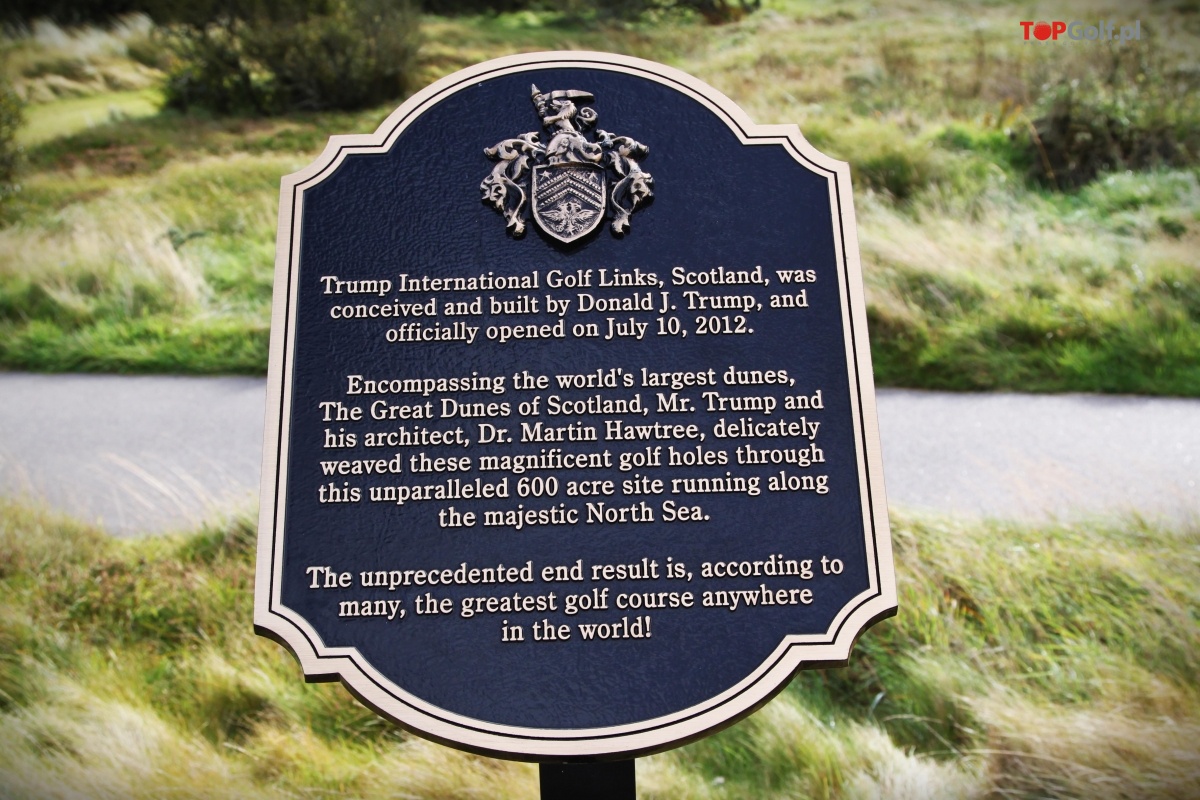 TOPGolf.pl
Trump International Golf Links, Scotland, was
conceived and built by Donald J. Trump, and
officially opened on July 10, 2012.
Encompassing the world's largest dunes,
The Great Dunes of Scotland, Mr. Trump and
his architect, Dr. Martin Hawtree, delicately
weaved these magnificent golf holes through
this unparalleled 600 acre site running along
the majestic North Sea.
The unprecedented end result is, according to
many, the greatest golf course anywhere
in the world!